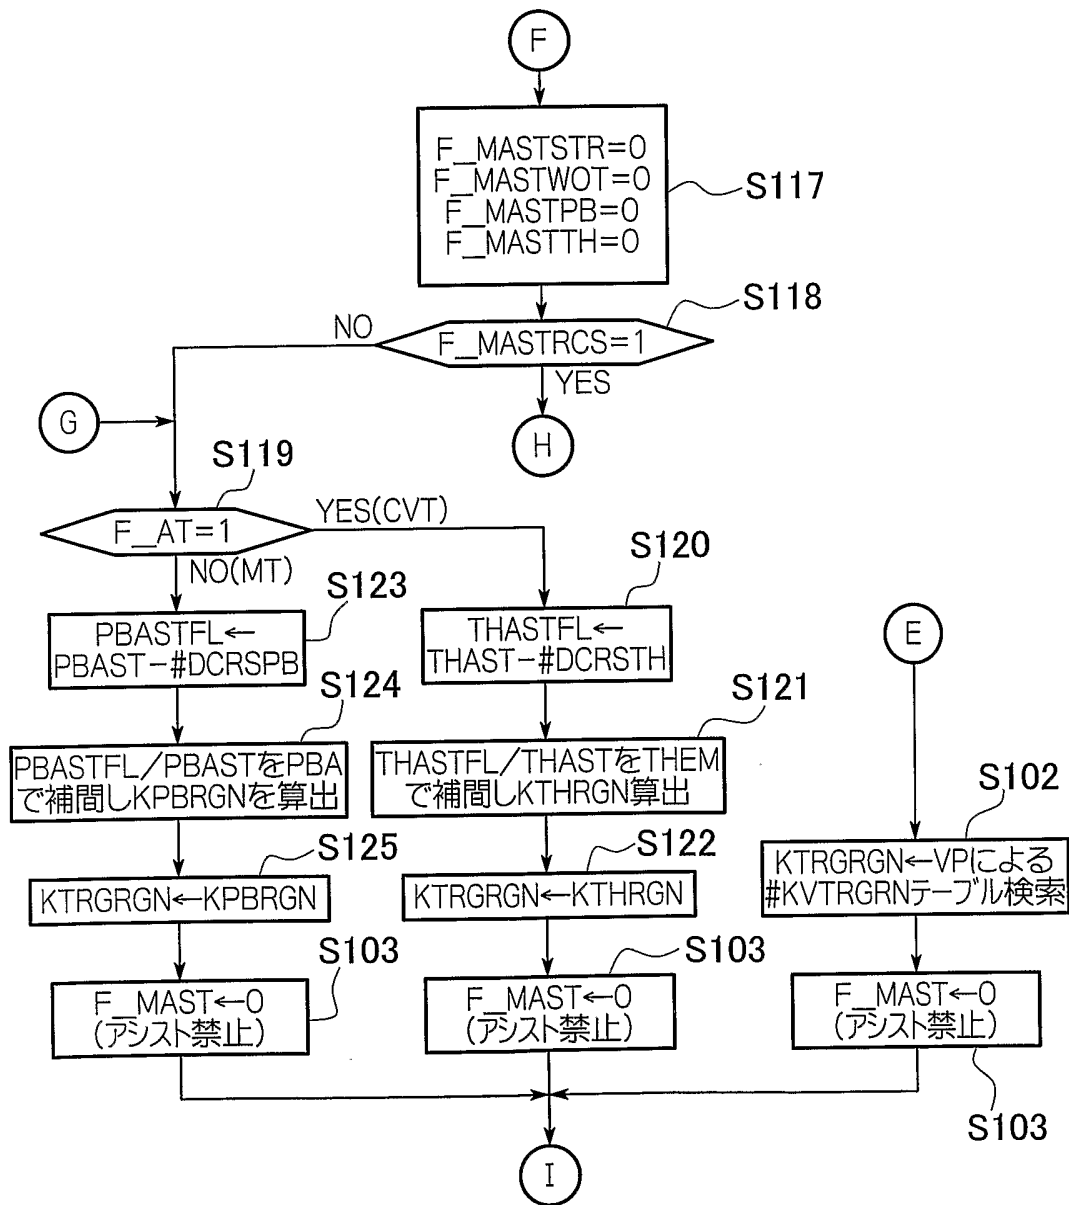 F
F_MASTSTR=0
F_MASTWOT=0
F_MASTPB=0
F_MASTTH=0
S117
S118
F_MASTRCS=1
NO
YES
G
H
S119
F_AT=1
YES(CVT)
NO(MT)
S123
PBASTFL←
PBAST-#DCRSPB
S120
THASTFL←
THAST-#DCRSTH
E
S124
PBASTFL/PBASTをPBA
で補間しKPBRGNを算出
S121
THASTFL/THASTをTHEM
で補間しKTHRGN算出
S102
KTRGRGN←VPによる
#KVTRGRNテーブル検索
S125
KTRGRGN←KPBRGN
S122
KTRGRGN←KTHRGN
S103
F_MAST←0
(アシスト禁止)
S103
F_MAST←0
(アシスト禁止)
F_MAST←0
(アシスト禁止)
S103
I